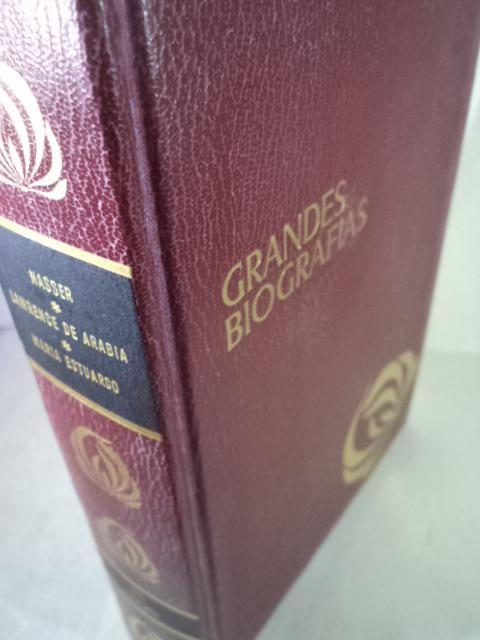 NASSER
*
LAWRENCE DE ARABIA
*
MARIA ESTUARDO
GRANDES
BIOGRAFIAS